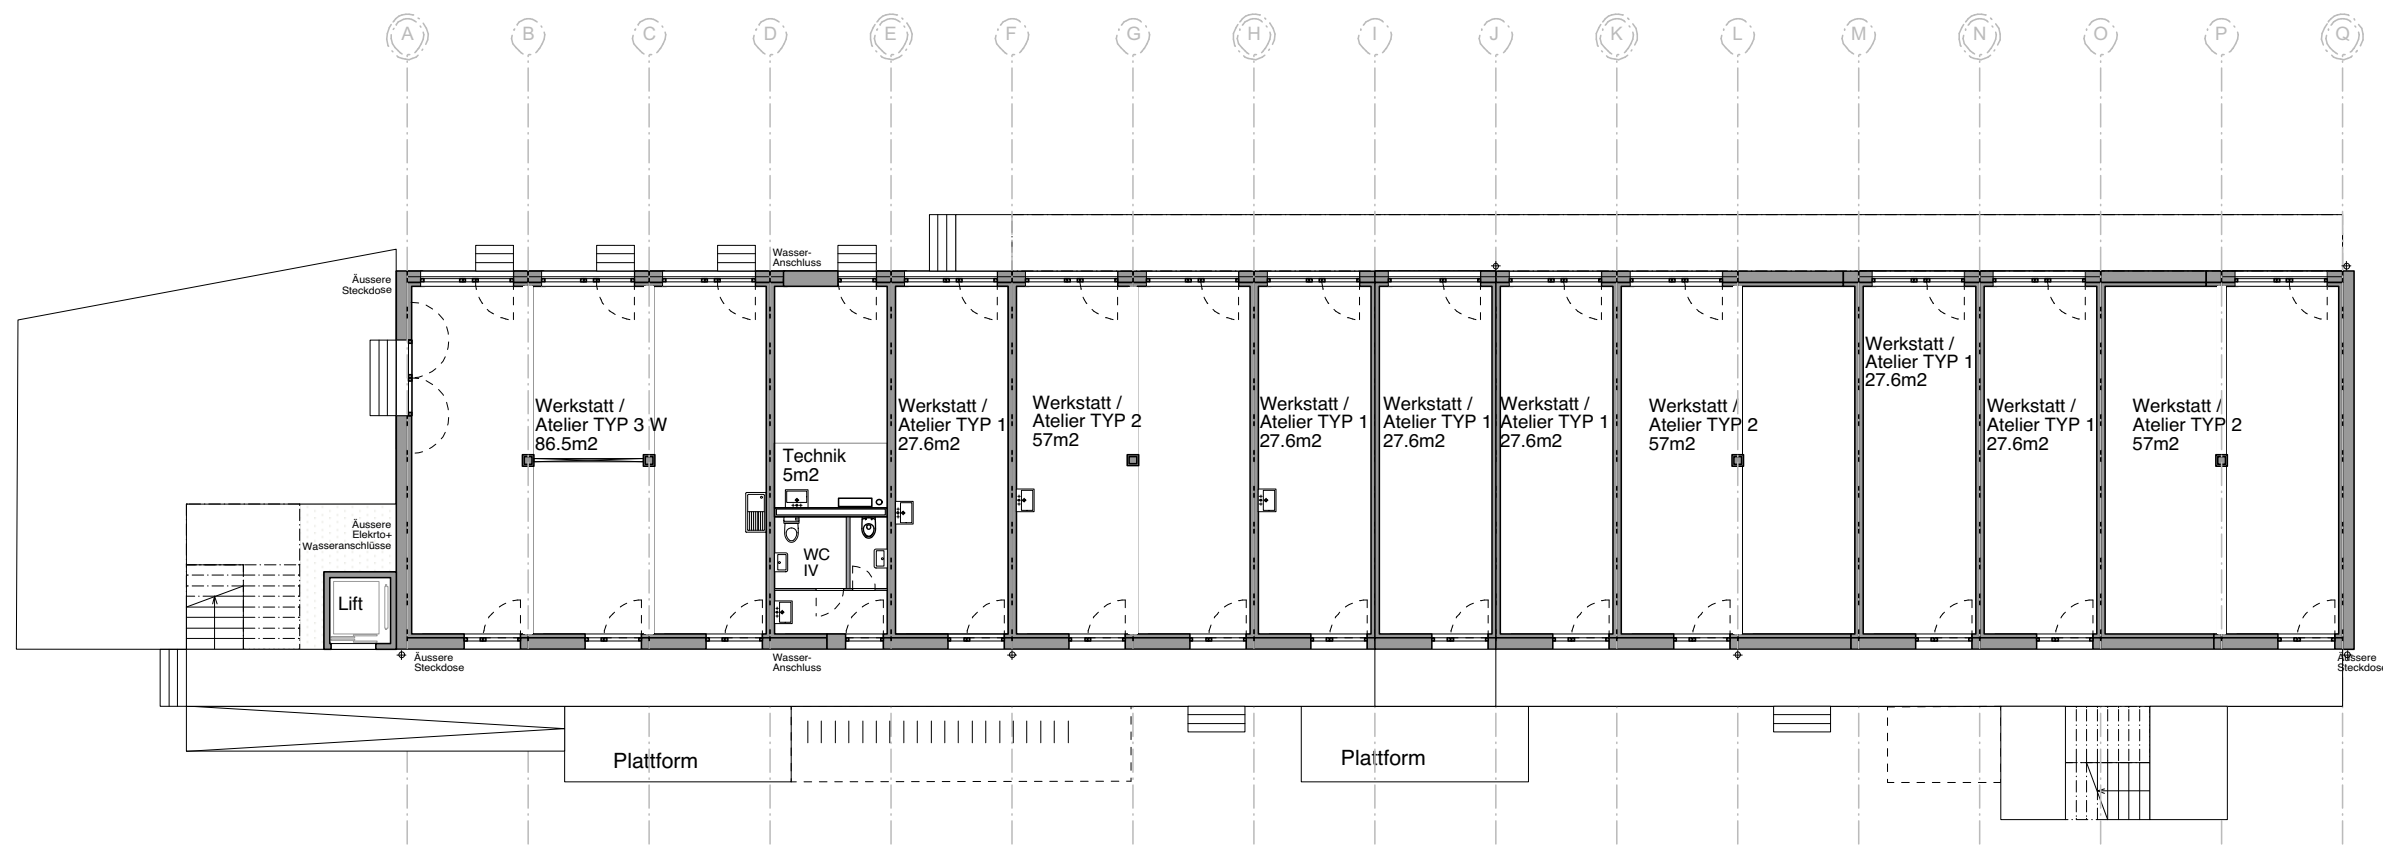 A
B
C
D
E
F
G
H
I
J
K
L
M
N
O
P
Q
Wasser-
Anschluss
Äussere
Steckdose
Werkstatt /
Atelier TYP 3 W
86.5m2
Technik
5m2
Werkstatt /
Atelier TYP 1
27.6m2
Werkstatt /
Atelier TYP 2
57m2
Werkstatt /
Atelier TYP 1
27.6m2
Werkstatt /
Atelier TYP 1
27.6m2
Werkstatt /
Atelier TYP 1
27.6m2
Werkstatt /
Atelier TYP 2
57m2
Werkstatt /
Atelier TYP 1
27.6m2
Werkstatt /
Atelier TYP 1
27.6m2
Werkstatt /
Atelier TYP 2
57m2
Äussere
Elekrto+
Wasseranschlüsse
WC
IV
Lift
Äussere
Steckdose
Wasser-
Anschluss
Äussere
Steckdose
Plattform
Plattform